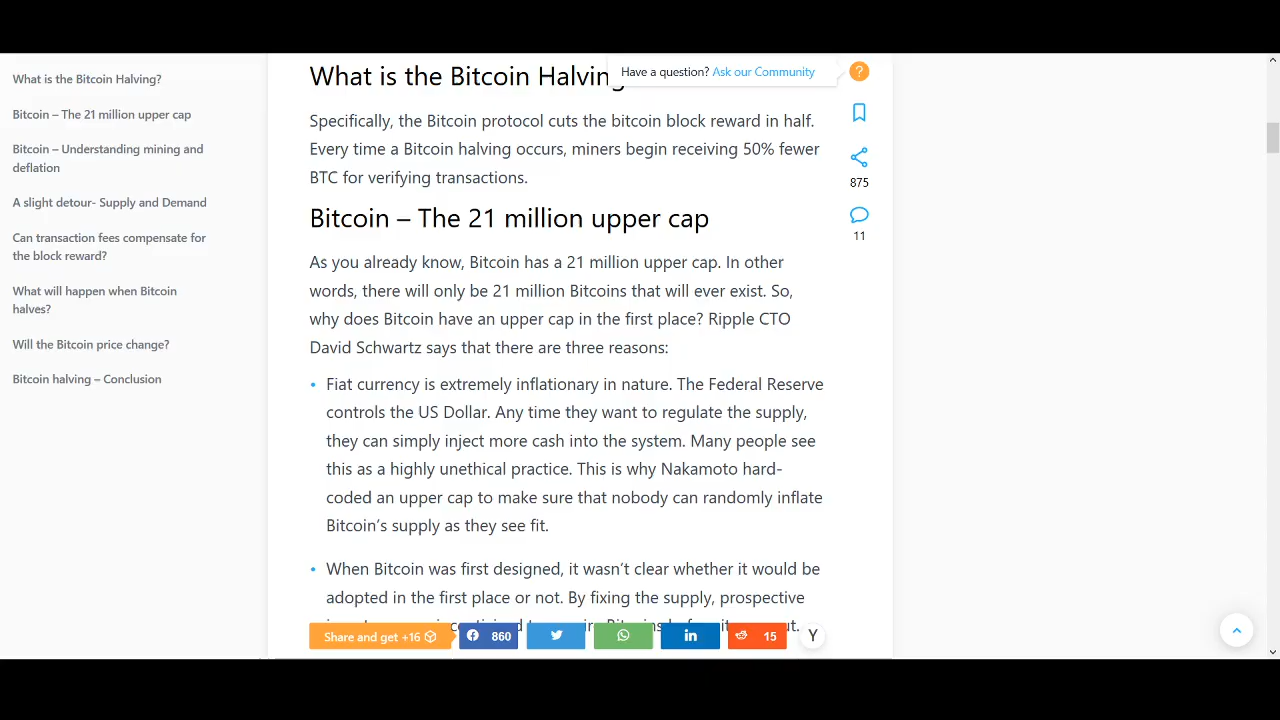 What is the Bitcoin Halving?
Bitcoin – The 21 million upper cap
Bitcoin – Understanding mining and
deflation
A slight detour- Supply and Demand
Can transaction fees compensate for
the block reward?
What will happen when Bitcoin
halves?
Will the Bitcoin price change?
Bitcoin halving – Conclusion
What is the Bitcoin Halving
Have a question? Ask our Community
?
Specifically, the Bitcoin protocol cuts the bitcoin block reward in half.
Every time a Bitcoin halving occurs, miners begin receiving 50% fewer
BTC for verifying transactions.
875
11
Bitcoin – The 21 million upper cap
As you already know, Bitcoin has a 21 million upper cap. In other
words, there will only be 21 million Bitcoins that will ever exist. So,
why does Bitcoin have an upper cap in the first place? Ripple CTO
David Schwartz says that there are three reasons:
• Fiat currency is extremely inflationary in nature. The Federal Reserve
controls the US Dollar. Any time they want to regulate the supply,
they can simply inject more cash into the system. Many people see
this as a highly unethical practice. This is why Nakamoto hard-
coded an upper cap to make sure that nobody can randomly inflate
Bitcoin's supply as they see fit.
• When Bitcoin was first designed, it wasn't clear whether it would be
adopted in the first place or not. By fixing the supply, prospective
Share and get +16
860
in
15
Y